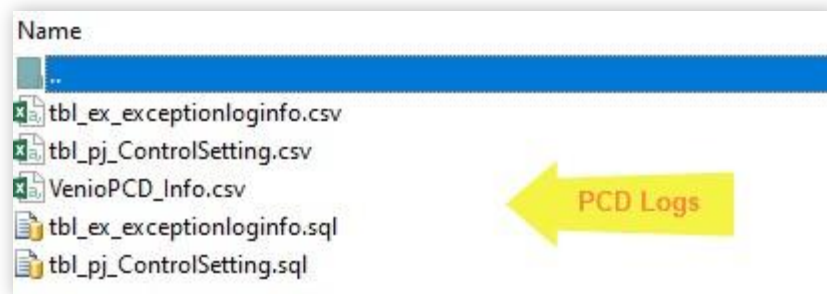 Name
..
tbl_ex_exceptionloginfo.csv
tbl_pj_ControlSetting.csv
VenioPCD_Info.csv
PCD Logs
tbl_ex_exceptionloginfo.sql
tbl_pj_ControlSetting.sql